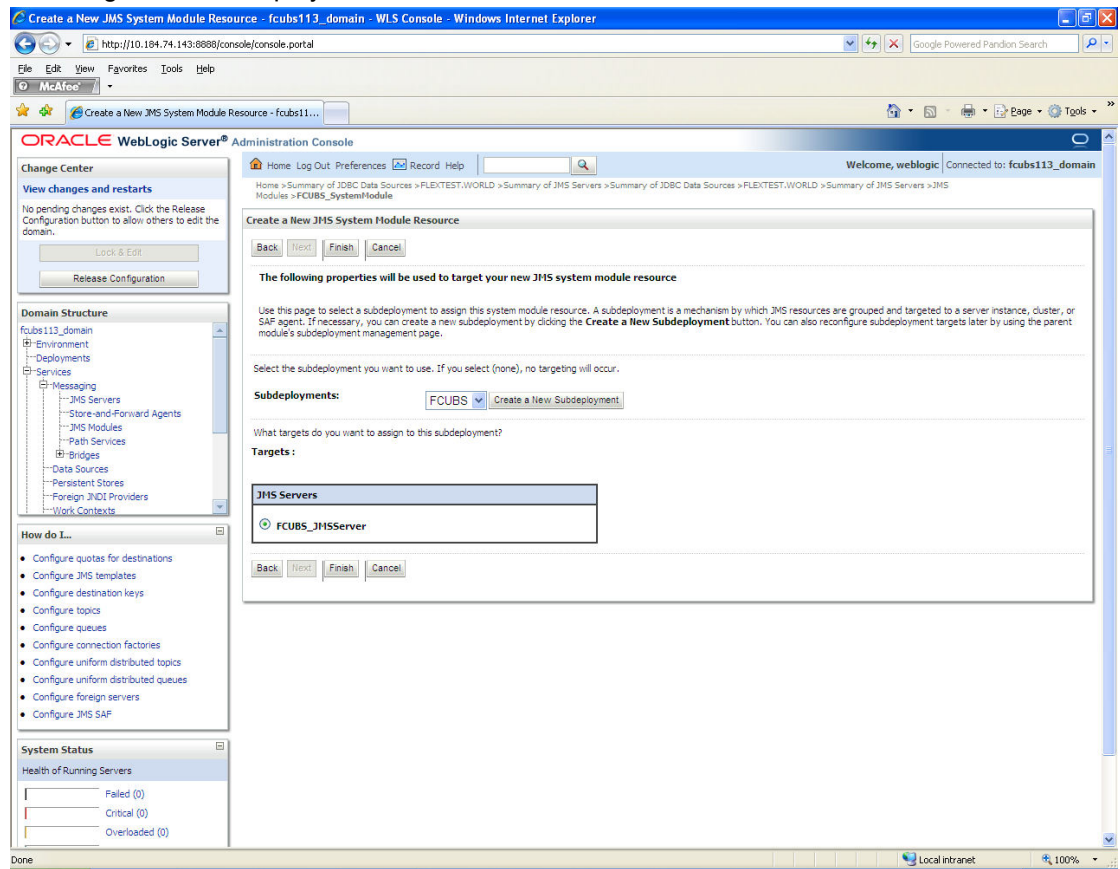 Create a New JMS System Module Resource - fcubs113_domain - WLS Console - Windows Internet Explorer
http://10.184.74.143:8888/console/console.portal
Google Powered Pandion Search
File Edit View Favorites Tools Help
McAfee
Create a New JMS System Module Resource - fcubs11...
Page Tools
ORACLE WebLogic Server® Administration Console
Change Center
View changes and restarts
No pending changes exist. Click the Release
Configuration button to allow others to edit the
domain.
Lock & Edit
Release Configuration
Domain Structure
fcubs113_domain
Environment
Deployments
Services
Messaging
JMS Servers
Store-and-Forward Agents
JMS Modules
Path Services
Bridges
Data Sources
Persistent Stores
Foreign JNDI Providers
Work Contexts
How do I...
Configure quotas for destinations
Configure JMS templates
Configure destination keys
Configure topics
Configure queues
Configure connection factories
Configure uniform distributed topics
Configure uniform distributed queues
Configure foreign servers
Configure JMS SAF
System Status
Health of Running Servers
Failed (0)
Critical (0)
Overloaded (0)
Home Log Out Preferences Record Help
Welcome, weblogic Connected to: fcubs113_domain
Home >Summary of JDBC Data Sources >FLEXTEST.WORLD >Summary of JMS Servers >Summary of JDBC Data Sources >FLEXTEST.WORLD >Summary of JMS Servers >JMS
Modules >FCUBS_SystemModule
Create a New JMS System Module Resource
Back Next Finish Cancel
The following properties will be used to target your new JMS system module resource
Use this page to select a subdeployment to assign this system module resource. A subdeployment is a mechanism by which JMS resources are grouped and targeted to a server instance, cluster, or
SAF agent. If necessary, you can create a new subdeployment by clicking the Create a New Subdeployment button. You can also reconfigure subdeployment targets later by using the parent
module's subdeployment management page.
Select the subdeployment you want to use. If you select (none), no targeting will occur.
Subdeployments: FCUBS Create a New Subdeployment
What targets do you want to assign to this subdeployment?
Targets :
JMS Servers
FCUBS_JMSServer
Back Next Finish Cancel
Done
Local intranet
100%